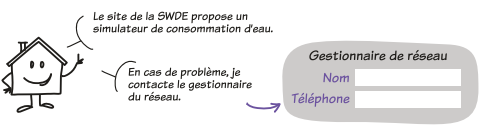 Le site de la SWDE propose un
simulateur de consommation d'eau.
En cas de problème, je
contacte le gestionnaire
du réseau.
Gestionnaire de réseau
Nom
Téléphone